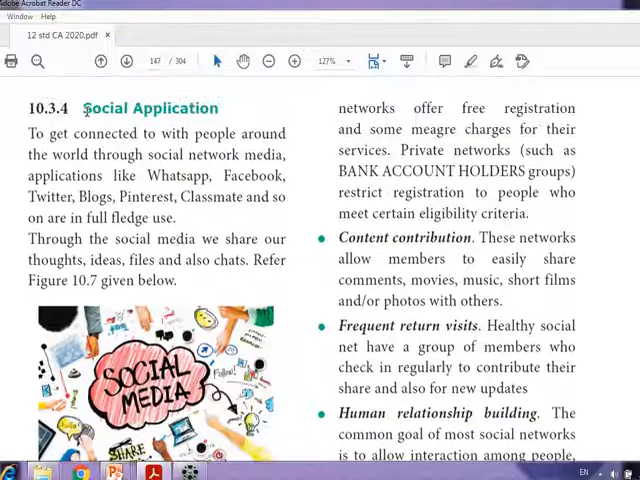 Adobe Acrobat Reader DC
Window Help
12 std CA 2020.pdf ×
147 / 304
127%
10.3.4 Social Application
To get connected to with people around
the world through social network media,
applications like Whatsapp, Facebook,
Twitter, Blogs, Pinterest, Classmate and so
on are in full fledge use.
Through the social media we share our
thoughts, ideas, files and also chats. Refer
Figure 10.7 given below.
SOCIAL
MEDIA
Follow!
SHARE
networks offer free registration
and some meagre charges for their
services. Private networks (such as
BANK ACCOUNT HOLDERS groups)
restrict registration to people who
meet certain eligibility criteria.
Content contribution. These networks
allow members to easily share
comments, movies, music, short films
and/or photos with others.
Frequent return visits. Healthy social
net have a group of members who
check in regularly to contribute their
share and also for new updates
Human relationship building. The
common goal of most social networks
is to allow interaction among people,
EN